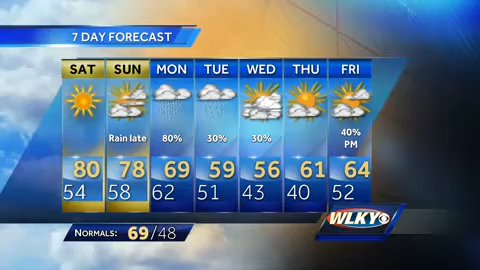 7 DAY FORECAST
SAT SUN MON TUE WED THU FRI
Rain late 80% 30% 30% 40% PM
80 78 69 59 56 61 64
54 58 62 51 43 40 52
WLKY
NORMALS: 69/48